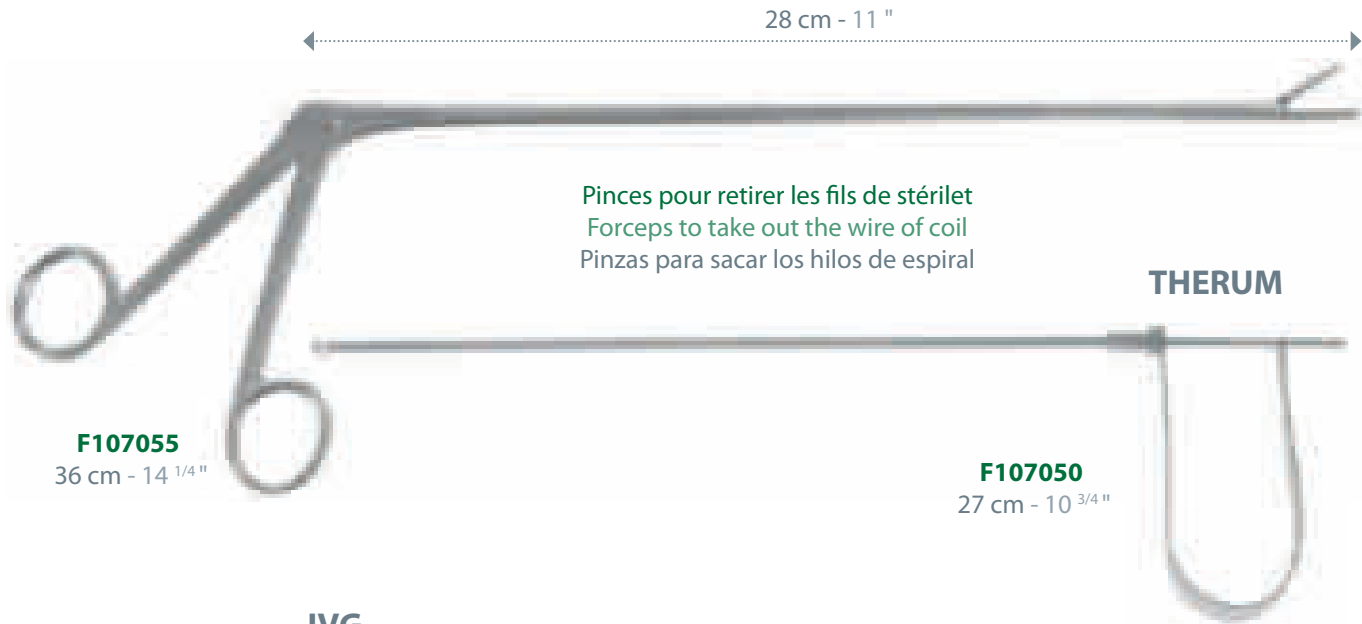 28 cm - 11 "
Pinces pour retirer les fils de stérilet
Forceps to take out the wire of coil
Pinzas para sacar los hilos de espiral
THERUM
F107055
36 cm - 14 1/4 "
F107050
27 cm - 10 3/4 "
IVG